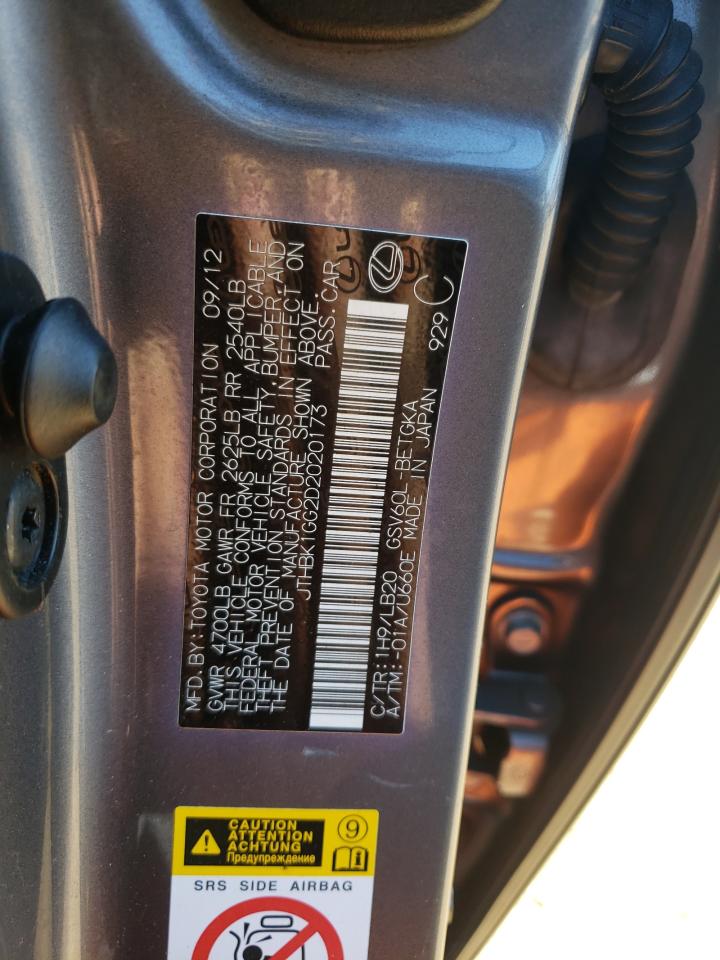 MFD.BY:TOYOTA MOTOR CORPORATION 09/12
GVWR 4700LB GAWR FR 2625LB RR 2540LB
THIS VEHICLE CONFORMS TO ALL APPLICABLE
FEDERAL MOTOR VEHICLE SAFETY,BUMPER,AND
THEFT PREVENTION STANDARDS IN EFFECT ON
THE DATE OF MANUFACTURE SHOWN ABOVE.
JTHBK1GG2D2020173 PASS.CAR
C/TR:1H9/LB20 GSV60L-BETGKA
A/TM:-01A/U660E MADE IN JAPAN 929 C
CAUTION
ATTENTION
ACHTUNG
Предупреждение
9
SRS SIDE AIRBAG